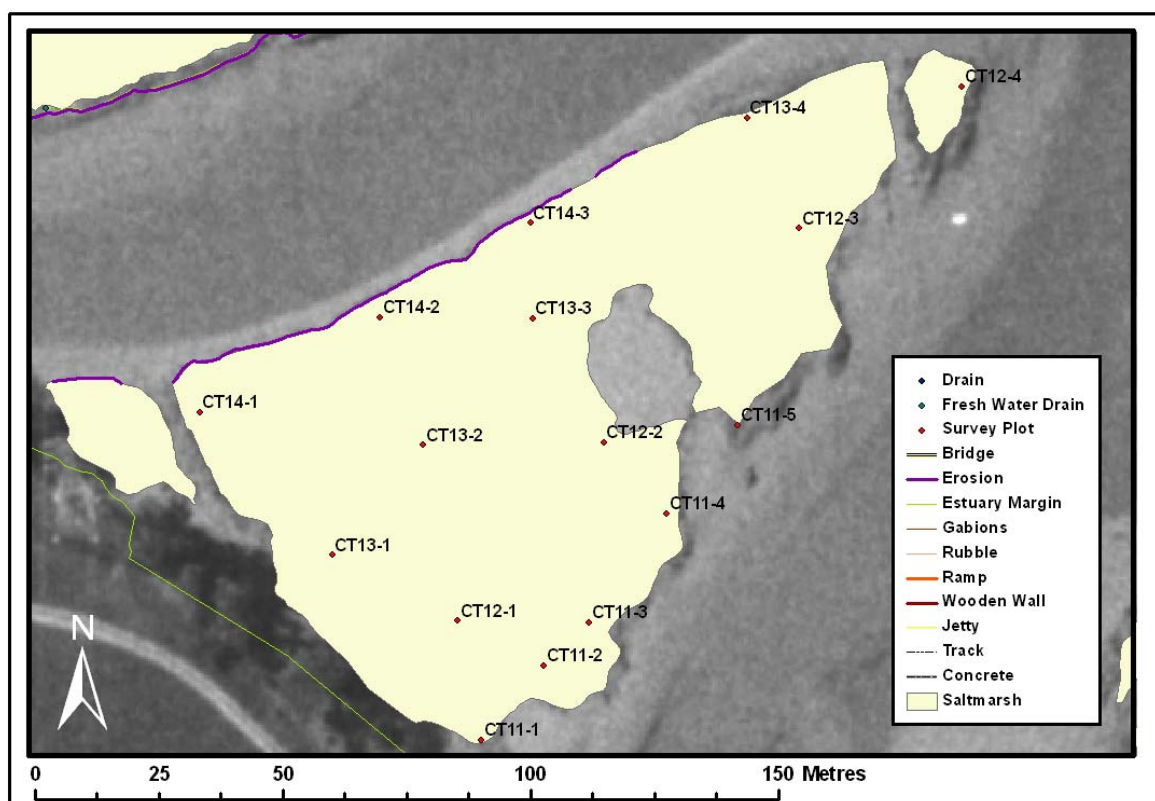 CT12-4
CT13-4
CT14-3
CT12-3
CT14-2
CT13-3
CT14-1
CT13-2
CT12-2
CT11-5
CT11-4
CT13-1
CT12-1
CT11-3
CT11-2
CT11-1
N
Drain
Fresh Water Drain
Survey Plot
Bridge
Erosion
Estuary Margin
Gabions
Rubble
Ramp
Wooden Wall
Jetty
Track
Concrete
Saltmarsh
0 25 50 100 150 Metres